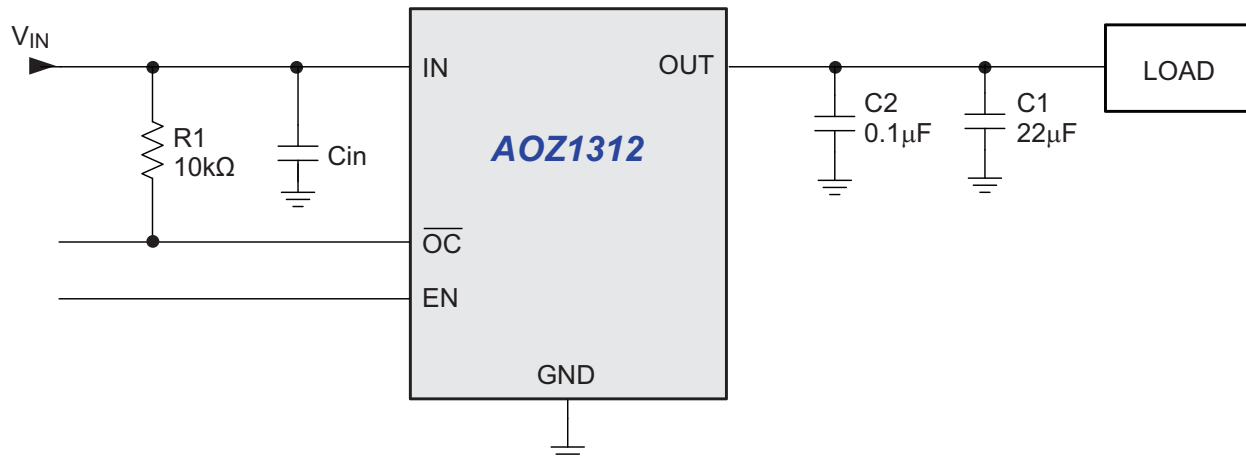 VIN
IN
OUT
LOAD
R1
10kΩ
Cin
AOZ1312
C2
0.1μF
C1
22μF
OC
EN
GND